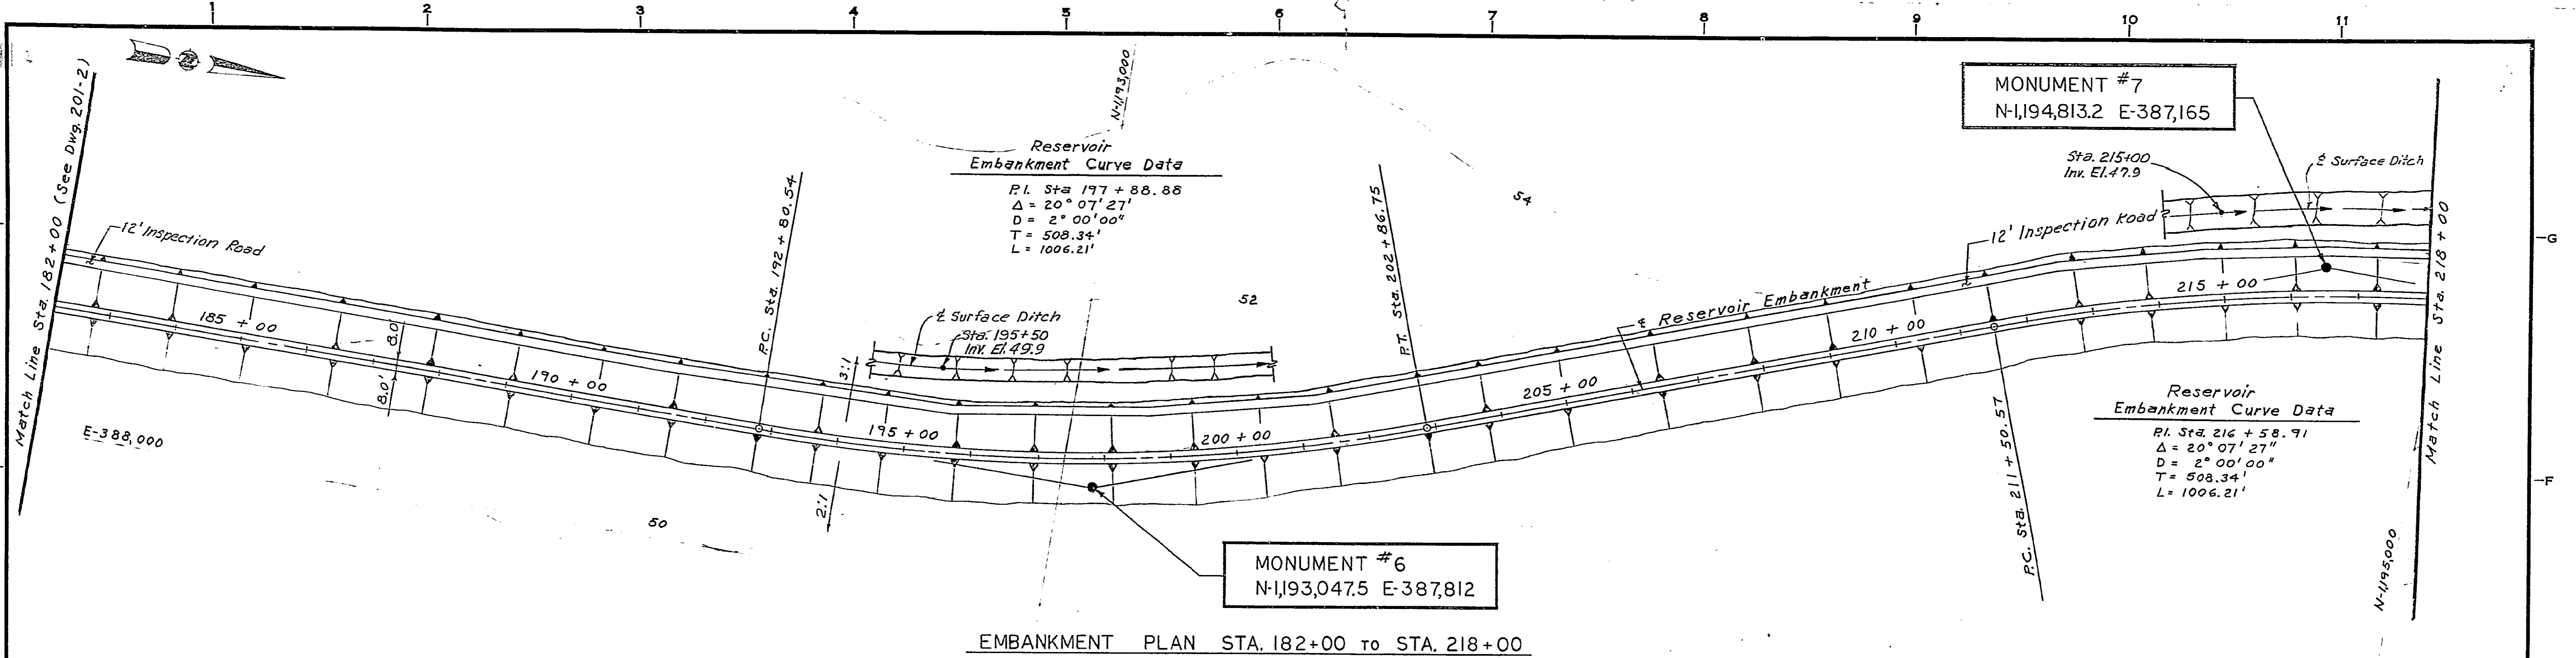 1 2 3 4 5 6 7 8 9 10 11
Match Line Sta. 182+00 (See Dwg. 201-2)
12' Inspection Road
N-1,193,000
Reservoir
Embankment Curve Data
P.I. Sta 197 + 88.88
Δ = 20° 07' 27"
D = 2° 00' 00"
T = 508.34'
L = 1006.21'
P.C. Sta. 192 + 80.54
P.T. Sta. 202 + 86.75
54
52
50
MONUMENT #7
N-1,194,813.2 E-387,165
Sta. 215+00
Inv. El. 47.9
℄ Surface Ditch
12' Inspection Road
G
185 + 00
8.0'
8.0'
190 + 00
3:1
2:1
℄ Surface Ditch
Sta. 195+50
Inv. El. 49.9
195 + 00
200 + 00
205 + 00
℄ Reservoir Embankment
210 + 00
215 + 00
Match Line Sta. 218 + 00
E-388,000
Reservoir
Embankment Curve Data
P.I. Sta. 216 + 58.91
Δ = 20° 07' 27"
D = 2° 00' 00"
T = 508.34'
L = 1006.21'
P.C. Sta. 211 + 50.57
F
MONUMENT #6
N-1,193,047.5 E-387,812
N-1,195,000
EMBANKMENT PLAN STA. 182+00 TO STA. 218+00